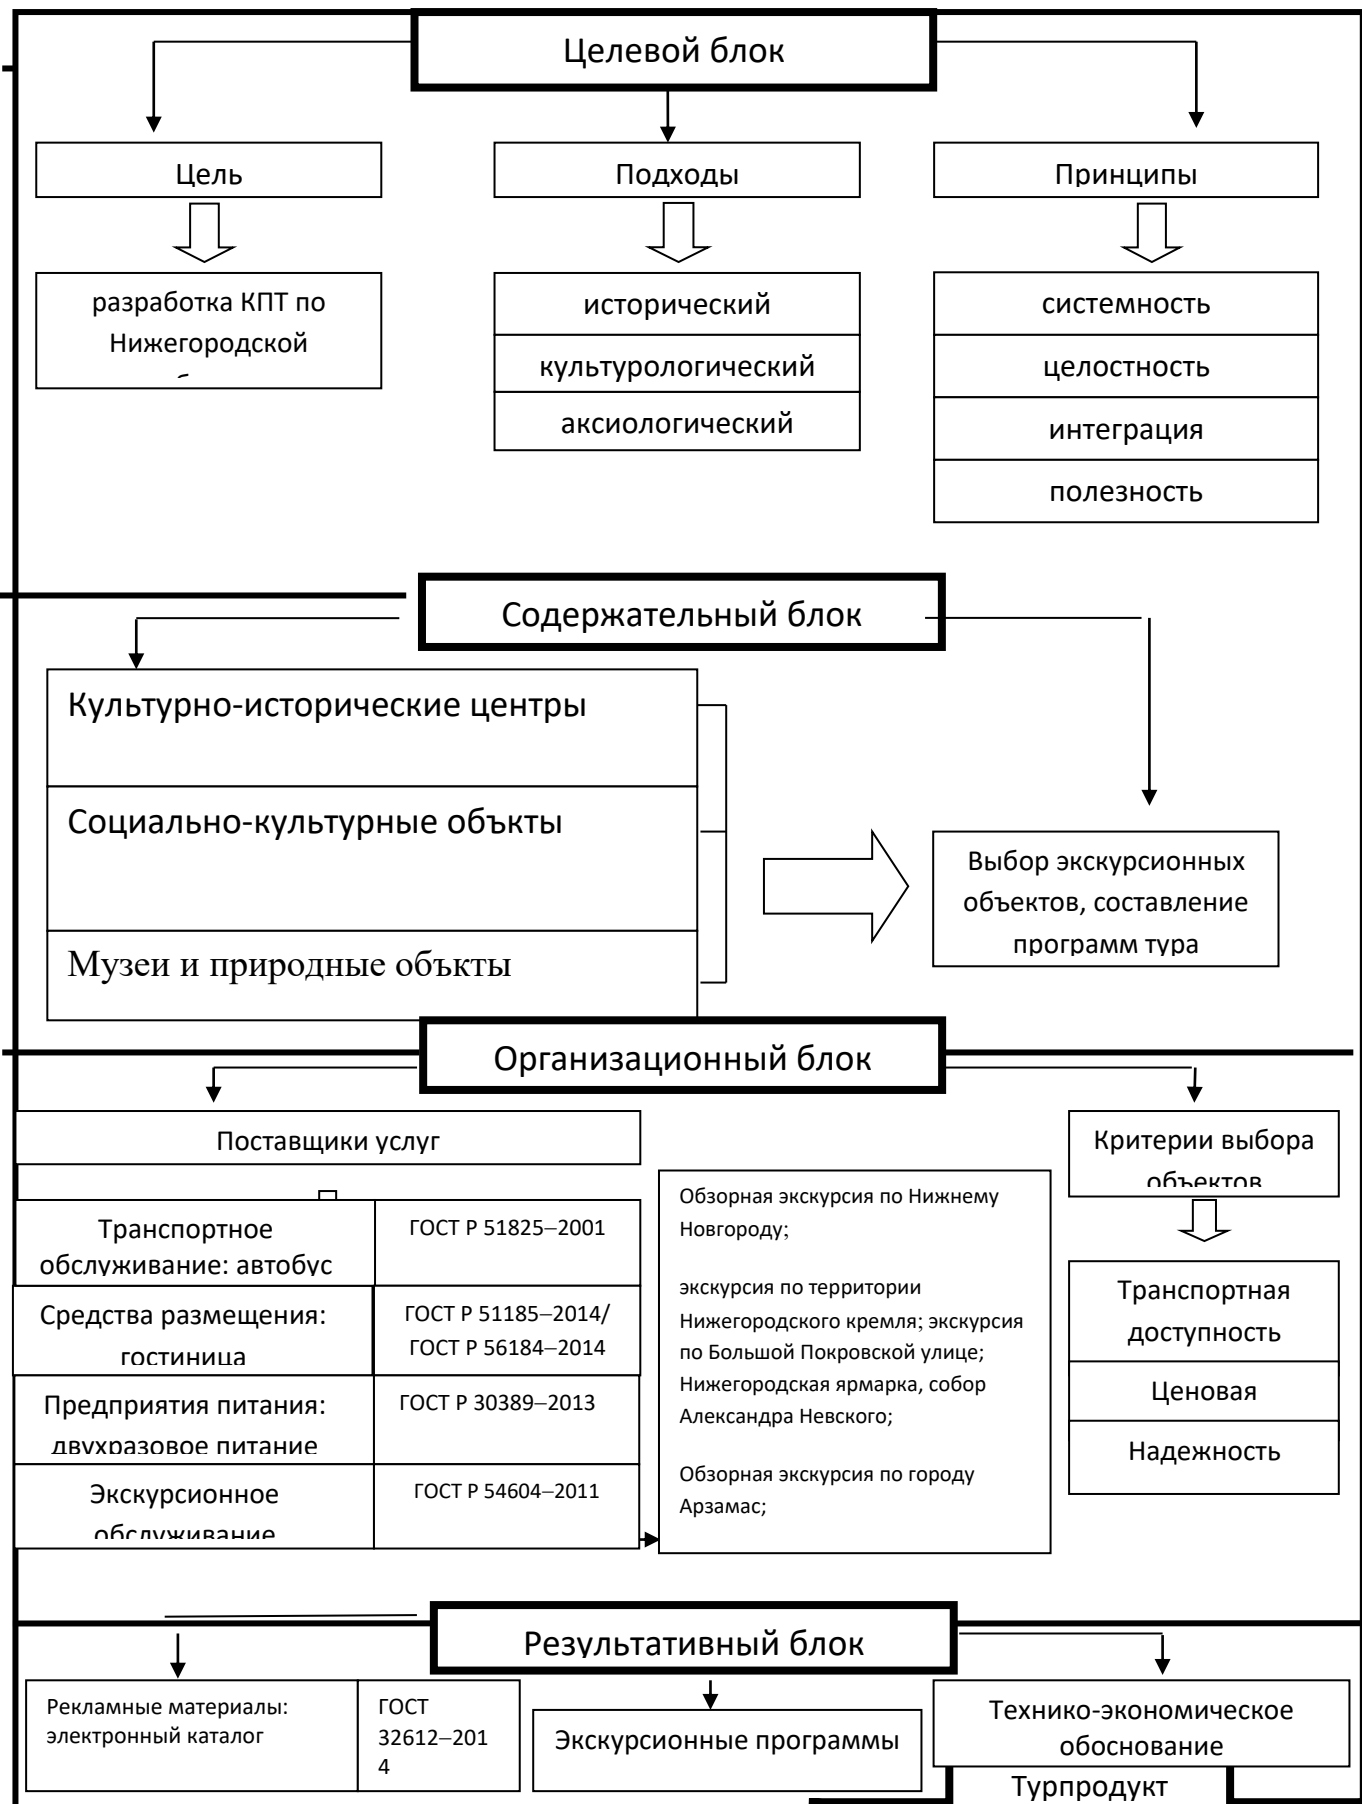 Целевой блок
Цель
Подходы
Принципы
разработка КПТ по
Нижегородской
исторический
культурологический
аксиологический
системность
целостность
интеграция
полезность
Содержательный блок
Культурно-исторические центры
Социально-культурные объкты
Музеи и природные объкты
Выбор экскурсионных
объектов, составление
программ тура
Организационный блок
Поставщики услуг
Транспортное
обслуживание: автобус
ГОСТ Р 51825–2001
Средства размещения:
гостиница
ГОСТ Р 51185–2014/
ГОСТ Р 56184–2014
Предприятия питания:
двухразовое питание
ГОСТ Р 30389–2013
Экскурсионное
обслуживание
ГОСТ Р 54604–2011
Обзорная экскурсия по Нижнему
Новгороду;
экскурсия по территории
Нижегородского кремля; экскурсия
по Большой Покровской улице;
Нижегородская ярмарка, собор
Александра Невского;
Обзорная экскурсия по городу
Арзамас;
Критерии выбора
объектов
Транспортная
доступность
Ценовая
Надежность
Результативный блок
Рекламные материалы:
электронный каталог
ГОСТ
32612–201
4
Экскурсионные программы
Технико-экономическое
обоснование
Турпродукт